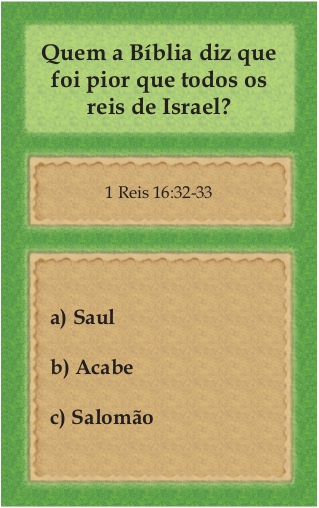 Quem a Bíblia diz que
foi pior que todos os
reis de Israel?
1 Reis 16:32-33
a) Saul
b) Acabe
c) Salomão